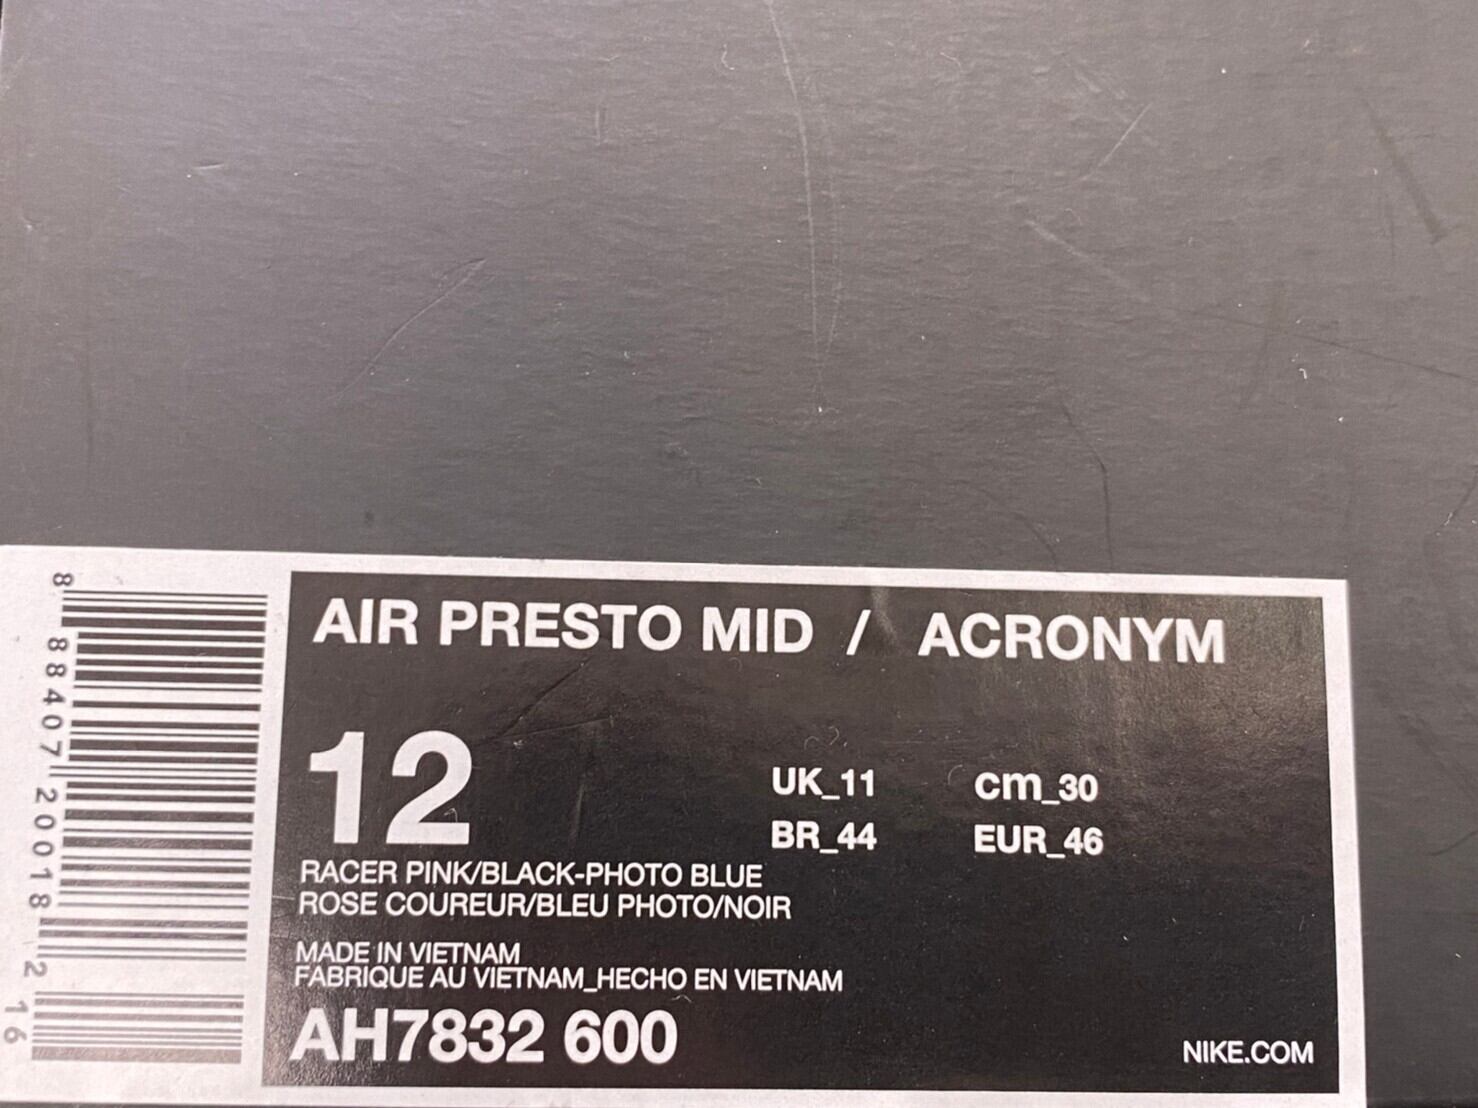 AIR PRESTO MID / ACRONYM
12
UK_11 cm_30
BR_44 EUR_46
RACER PINK/BLACK-PHOTO BLUE
ROSE COUREUR/BLEU PHOTO/NOIR
MADE IN VIETNAM
FABRIQUE AU VIETNAM_HECHO EN VIETNAM
AH7832 600
NIKE.COM
8 88407 20018 2 16